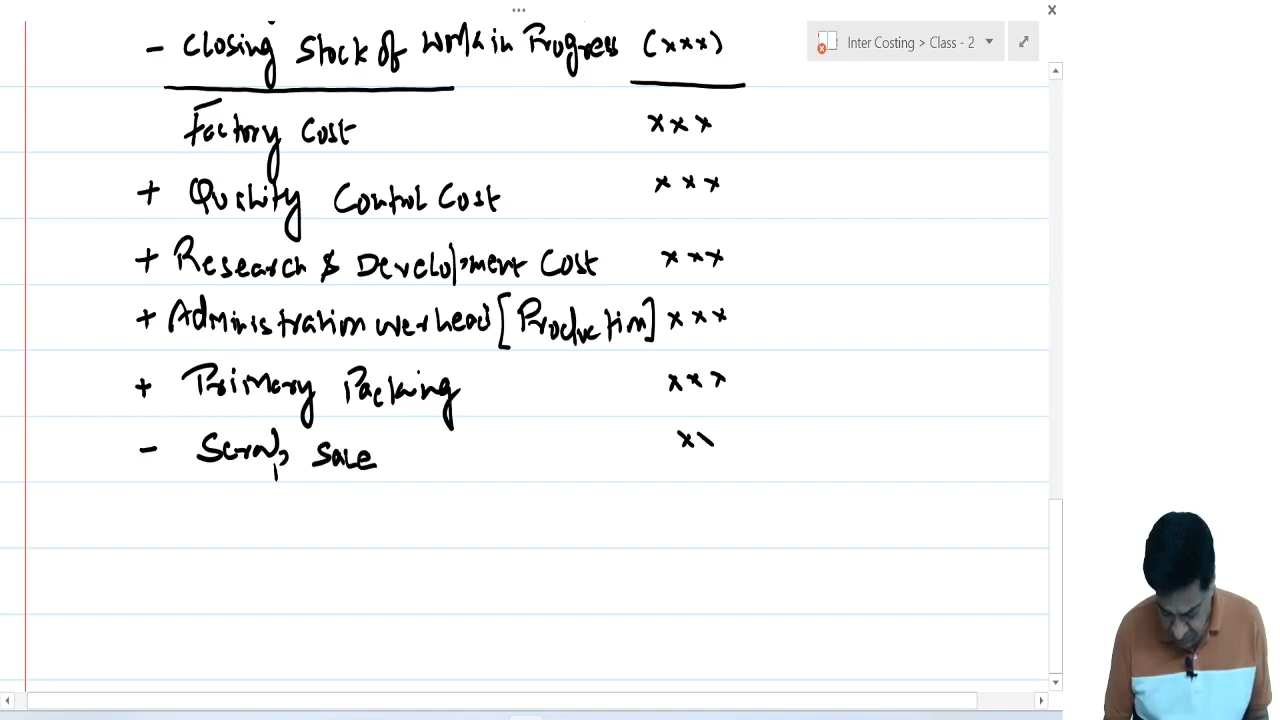 ...
- Closing Stock of Work in Progress (xxx)
Inter Costing > Class - 2
Factory Cost xxx
+ Quality Control Cost xxx
+ Research & Development Cost xxx
+ Administration overhead [Production] xxx
+ Primary Packing xxx
- Scrap Sale x\